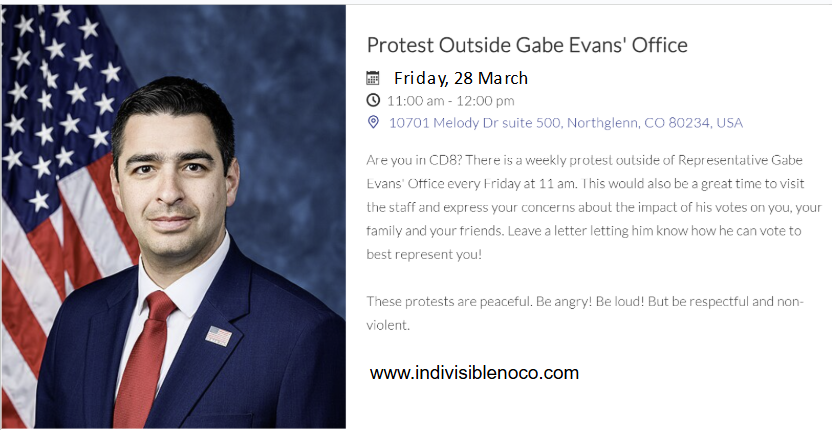 Protest Outside Gabe Evans' Office
Friday, 28 March
11:00 am - 12:00 pm
10701 Melody Dr suite 500, Northglenn, CO 80234, USA
Are you in CD8? There is a weekly protest outside of Representative Gabe
Evans' Office every Friday at 11 am. This would also be a great time to visit
the staff and express your concerns about the impact of his votes on you, your
family and your friends. Leave a letter letting him know how he can vote to
best represent you!
These protests are peaceful. Be angry! Be loud! But be respectful and non-
violent.
www.indivisiblenoco.com